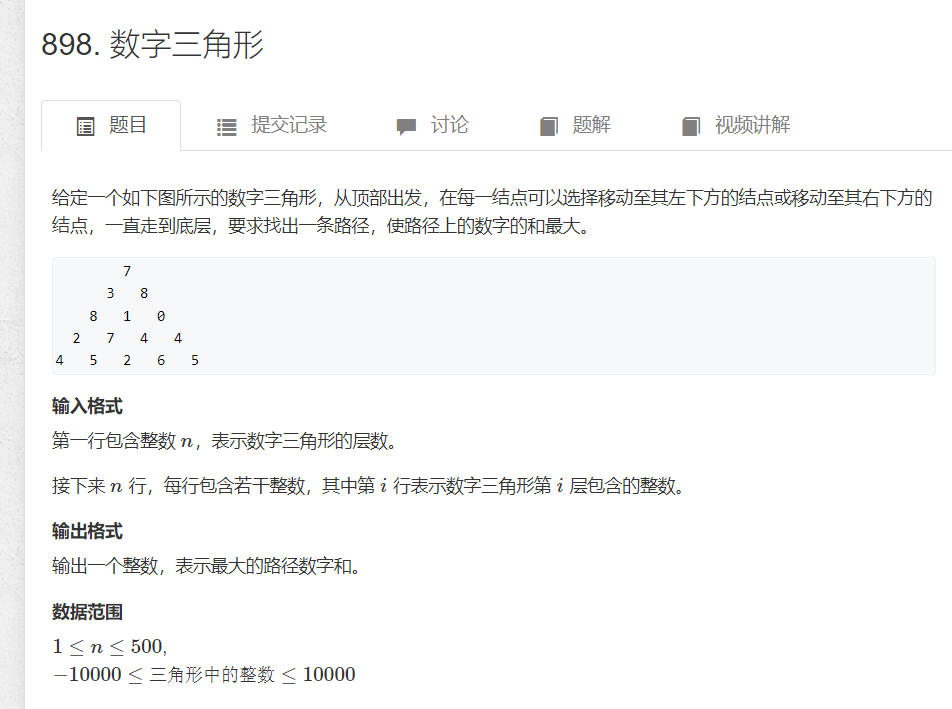 898. 数字三角形
题目 提交记录 讨论 题解 视频讲解
给定一个如下图所示的数字三角形，从顶部出发，在每一结点可以选择移动至其左下方的结点或移动至其右下方的
结点，一直走到底层，要求找出一条路径，使路径上的数字的和最大。
7
3 8
8 1 0
2 7 4 4
4 5 2 6 5
输入格式
第一行包含整数 n，表示数字三角形的层数。
接下来 n 行，每行包含若干整数，其中第 i 行表示数字三角形第 i 层包含的整数。
输出格式
输出一个整数，表示最大的路径数字和。
数据范围
1 ≤ n ≤ 500,
−10000 ≤ 三角形中的整数 ≤ 10000